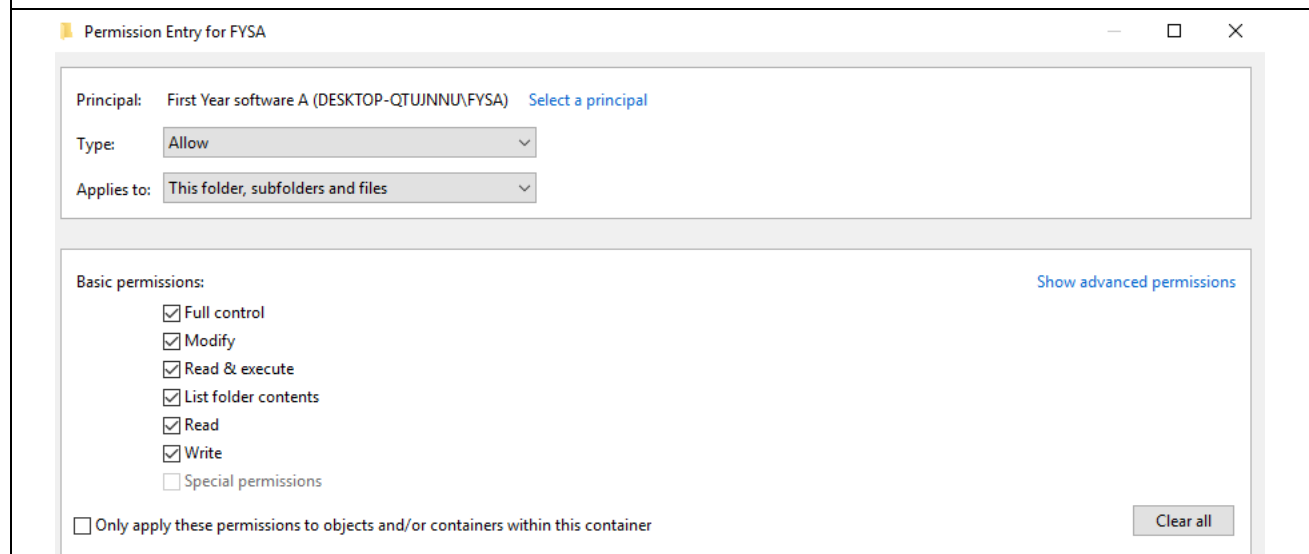 Permission Entry for FYSA
Principal: First Year software A (DESKTOP-QTUJNNU\FYSA) Select a principal
Type: Allow
Applies to: This folder, subfolders and files
Basic permissions: Show advanced permissions
Full control
Modify
Read & execute
List folder contents
Read
Write
Special permissions
Only apply these permissions to objects and/or containers within this container Clear all